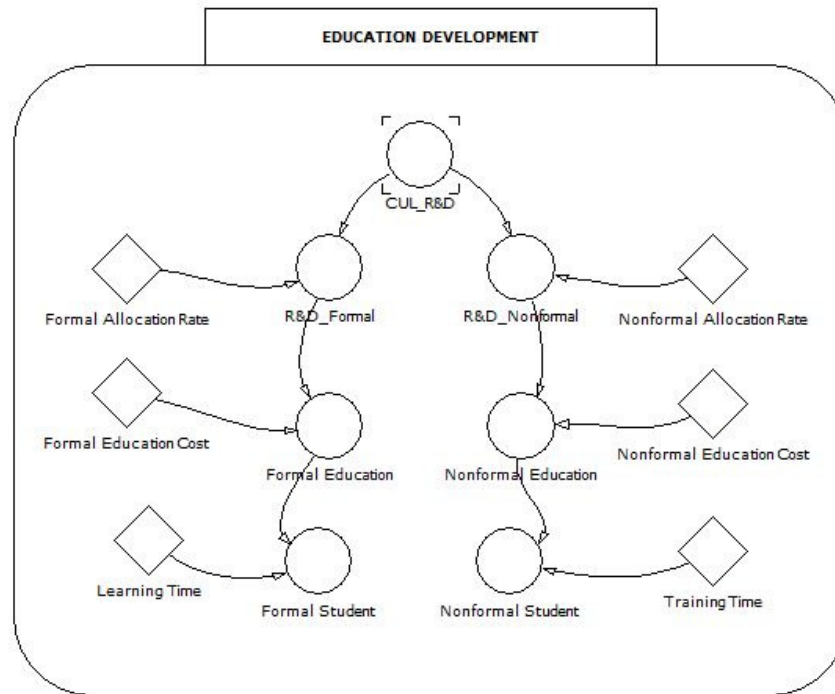 EDUCATION DEVELOPMENT
CUL_R&D
Formal Allocation Rate
R&D_Formal
R&D_Nonformal
Nonformal Allocation Rate
Formal Education Cost
Formal Education
Nonformal Education
Nonformal Education Cost
Learning Time
Formal Student
Nonformal Student
Training Time